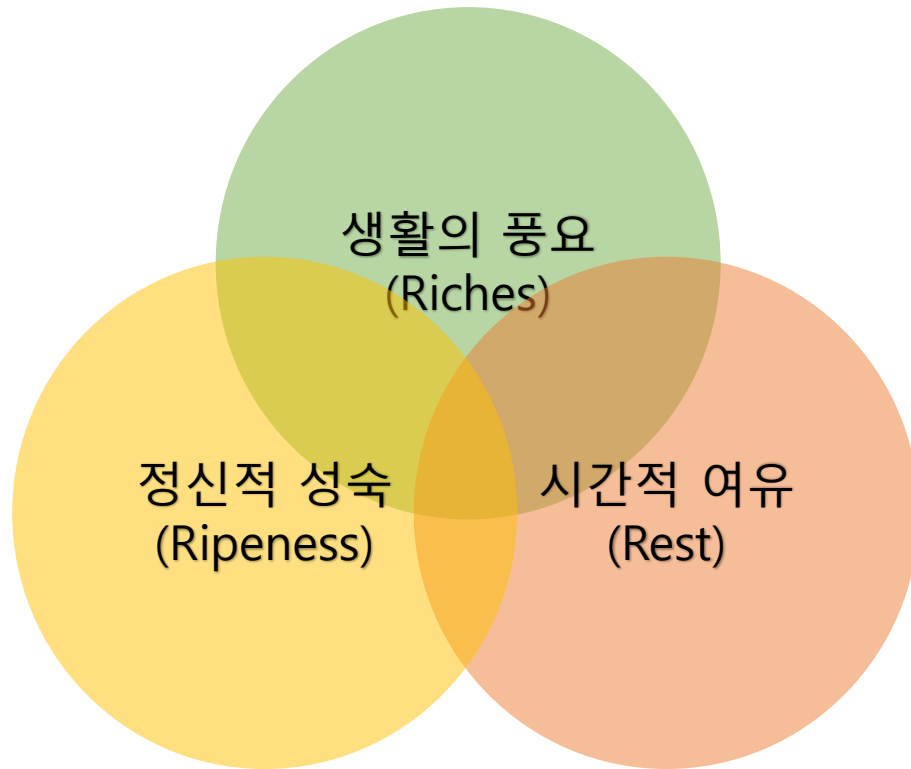 생활의 풍요
(Riches)
정신적 성숙
(Ripeness)
시간적 여유
(Rest)